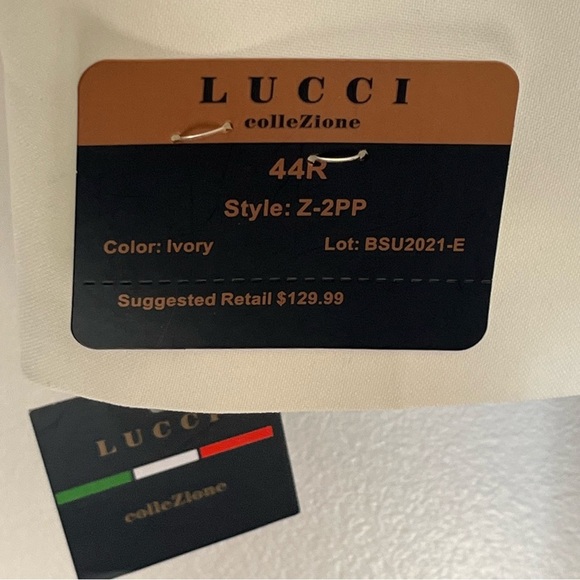 LUCCI
colleZione
44R
Style: Z-2PP
Color: Ivory Lot: BSU2021-E
Suggested Retail $129.99
LUCCI
colleZione